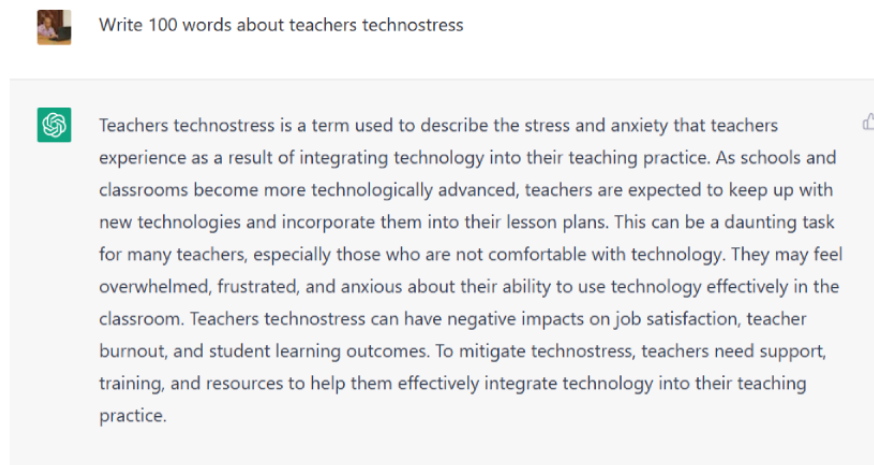 Write 100 words about teachers technostress
Teachers technostress is a term used to describe the stress and anxiety that teachers
experience as a result of integrating technology into their teaching practice. As schools and
classrooms become more technologically advanced, teachers are expected to keep up with
new technologies and incorporate them into their lesson plans. This can be a daunting task
for many teachers, especially those who are not comfortable with technology. They may feel
overwhelmed, frustrated, and anxious about their ability to use technology effectively in the
classroom. Teachers technostress can have negative impacts on job satisfaction, teacher
burnout, and student learning outcomes. To mitigate technostress, teachers need support,
training, and resources to help them effectively integrate technology into their teaching
practice.